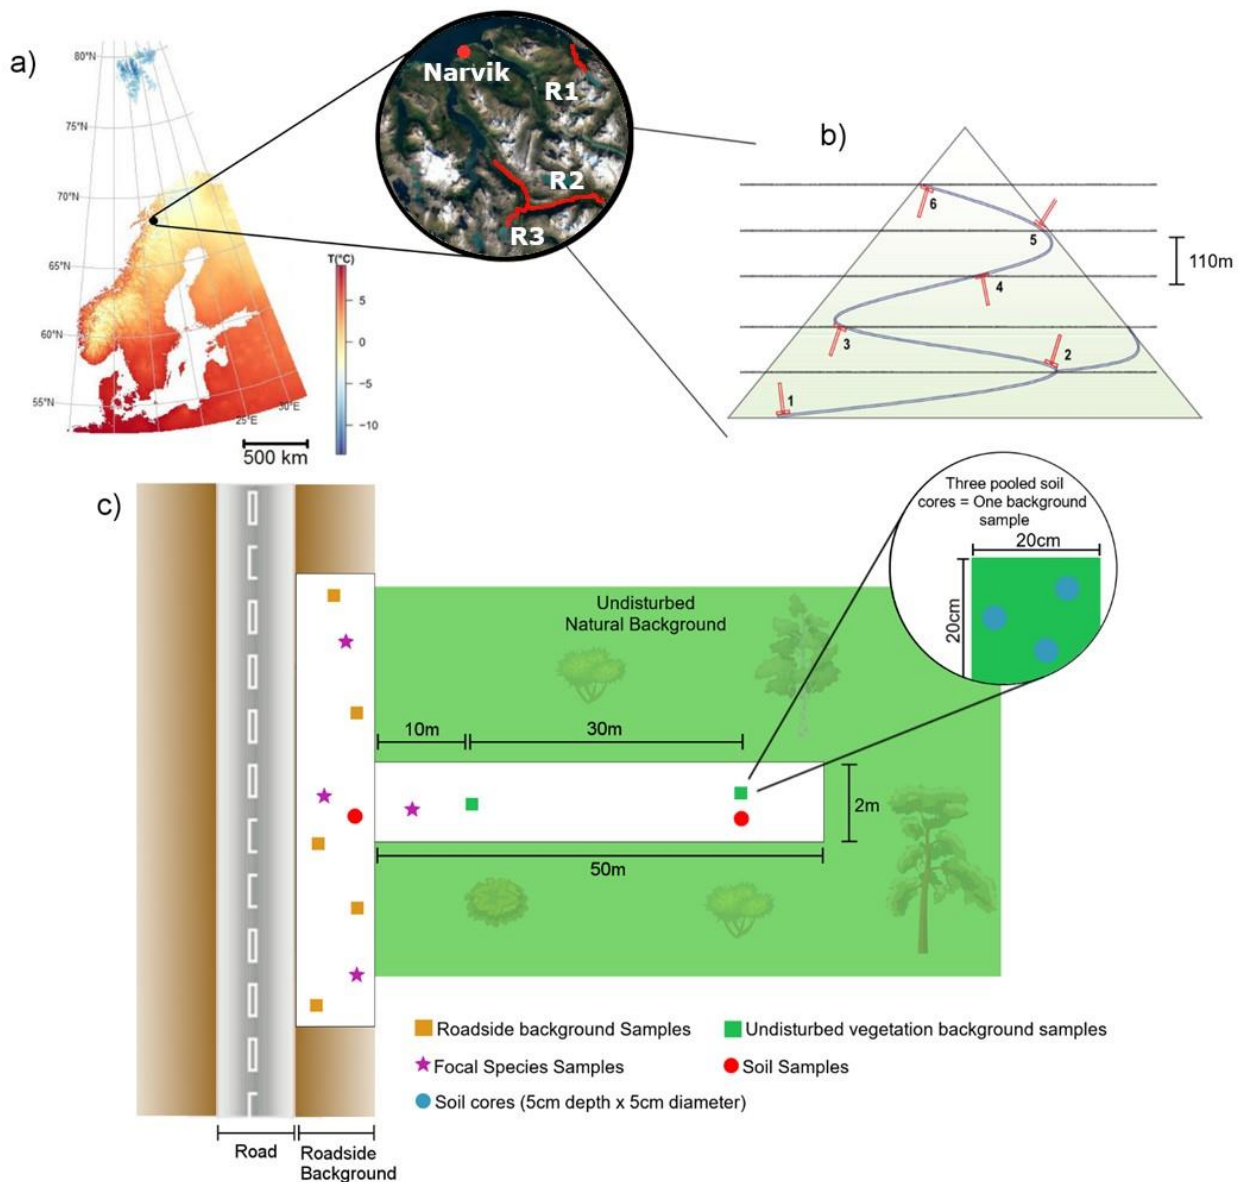 a)
80°N
75°N
70°N
65°N
60°N
55°N
25°E
30°E
500 km
T(°C)
5
0
−5
−10
Narvik
R1
R2
R3
b)
6
5
4
3
2
1
110m
c)
Three pooled soil
cores = One background
sample
20cm
20cm
Undisturbed
Natural Background
10m
30m
2m
50m
Roadside background Samples
Undisturbed vegetation background samples
Focal Species Samples
Soil Samples
Soil cores (5cm depth x 5cm diameter)
Road
Roadside
Background